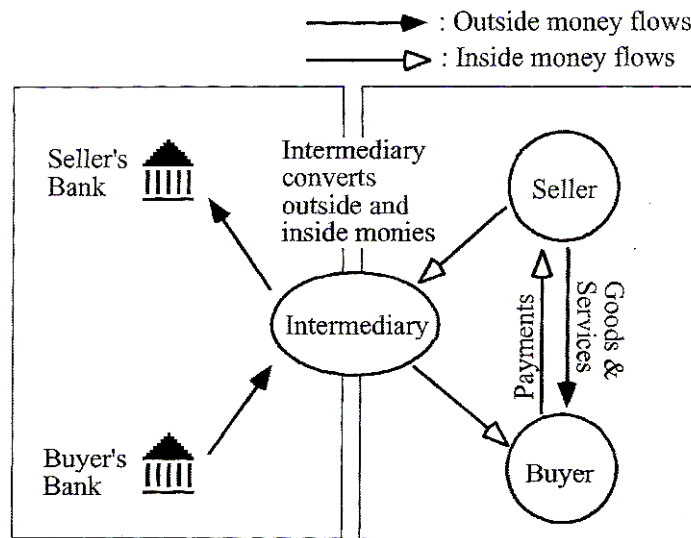 : Outside money flows
: Inside money flows
Seller's
Bank
Intermediary
converts
outside and
inside monies
Seller
Intermediary
Payments
Goods &
Services
Buyer's
Bank
Buyer